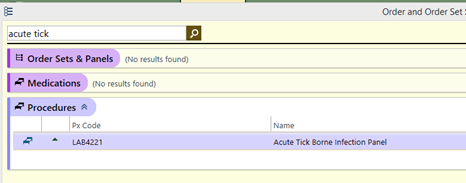 Order and Order Set S
acute tick
Order Sets & Panels (No results found)
Medications (No results found)
Procedures
Px Code Name
LAB4221 Acute Tick Borne Infection Panel